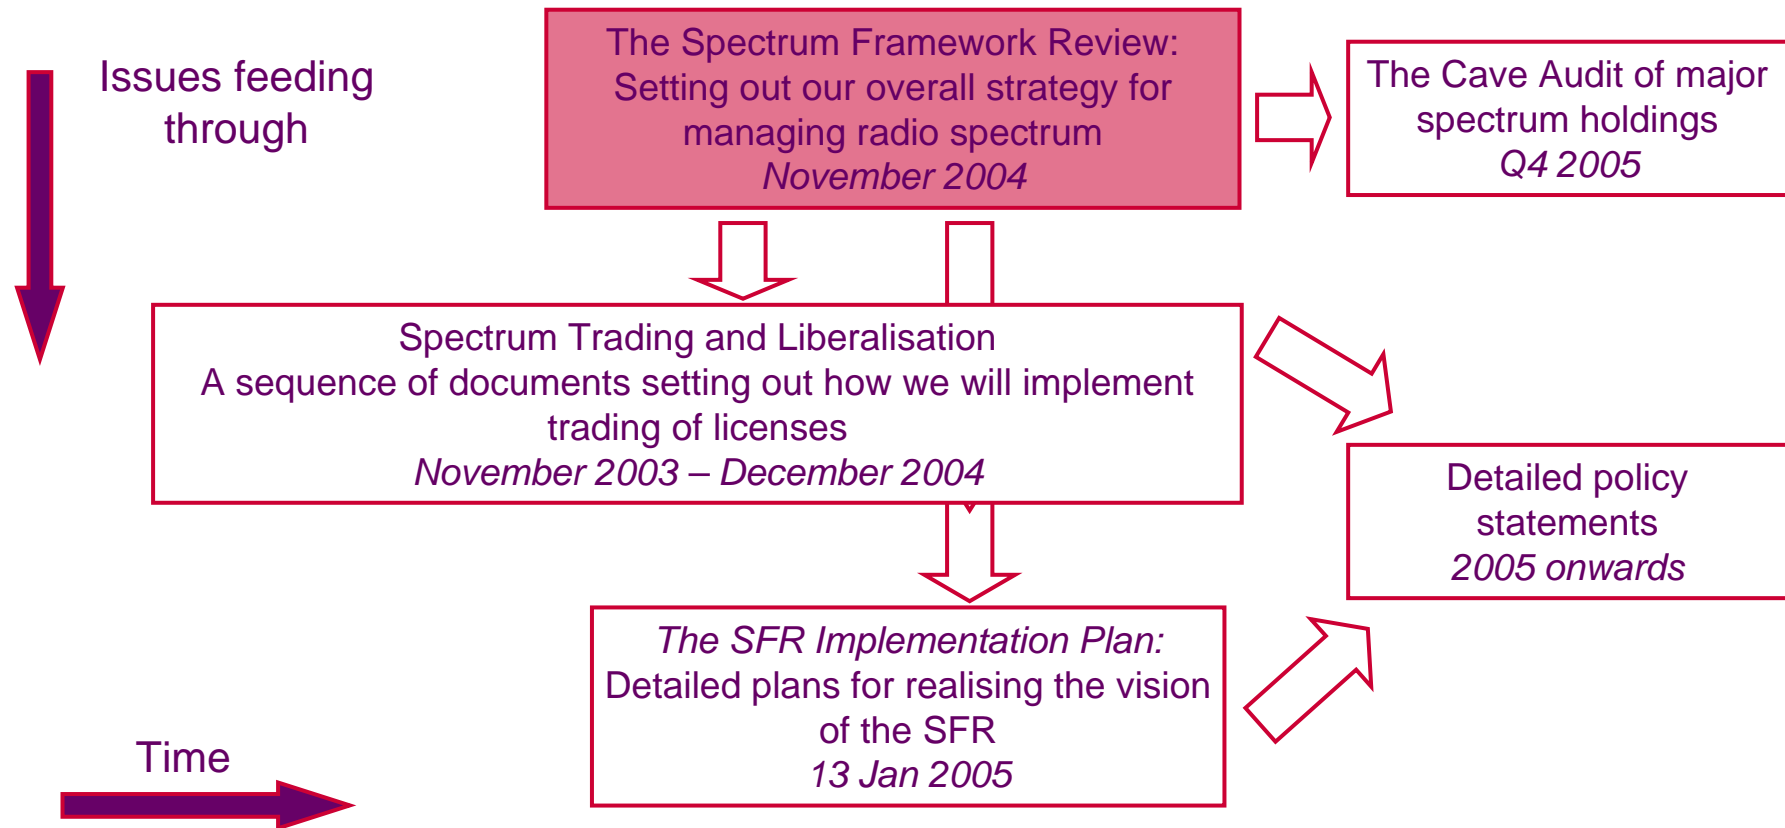 Issues feeding
through
The Spectrum Framework Review:
Setting out our overall strategy for
managing radio spectrum
November 2004
The Cave Audit of major
spectrum holdings
Q4 2005
Spectrum Trading and Liberalisation
A sequence of documents setting out how we will implement
trading of licenses
November 2003 – December 2004
Detailed policy
statements
2005 onwards
The SFR Implementation Plan:
Detailed plans for realising the vision
of the SFR
13 Jan 2005
Time